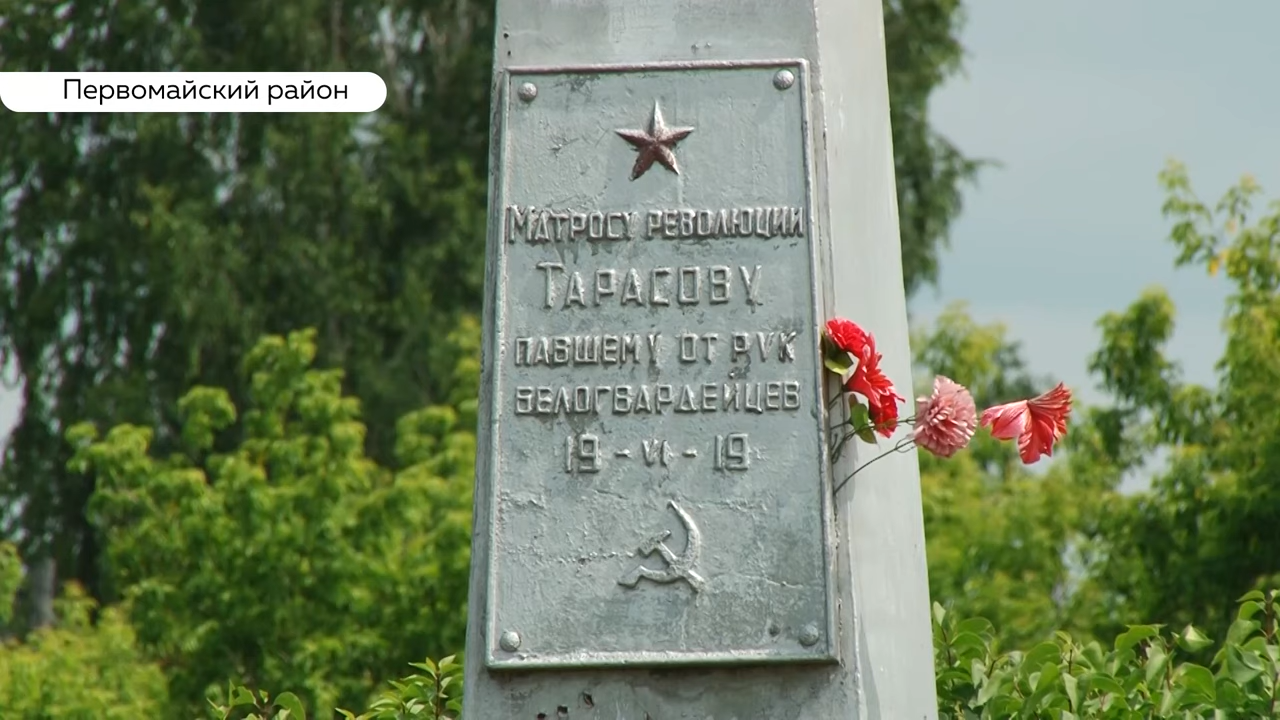 Первомайский район
МАТРОСУ РЕВОЛЮЦИИ
ТАРАСОВУ
ПАВШЕМУ ОТ РУК
БЕЛОГВАРДЕЙЦЕВ
19-VI-19